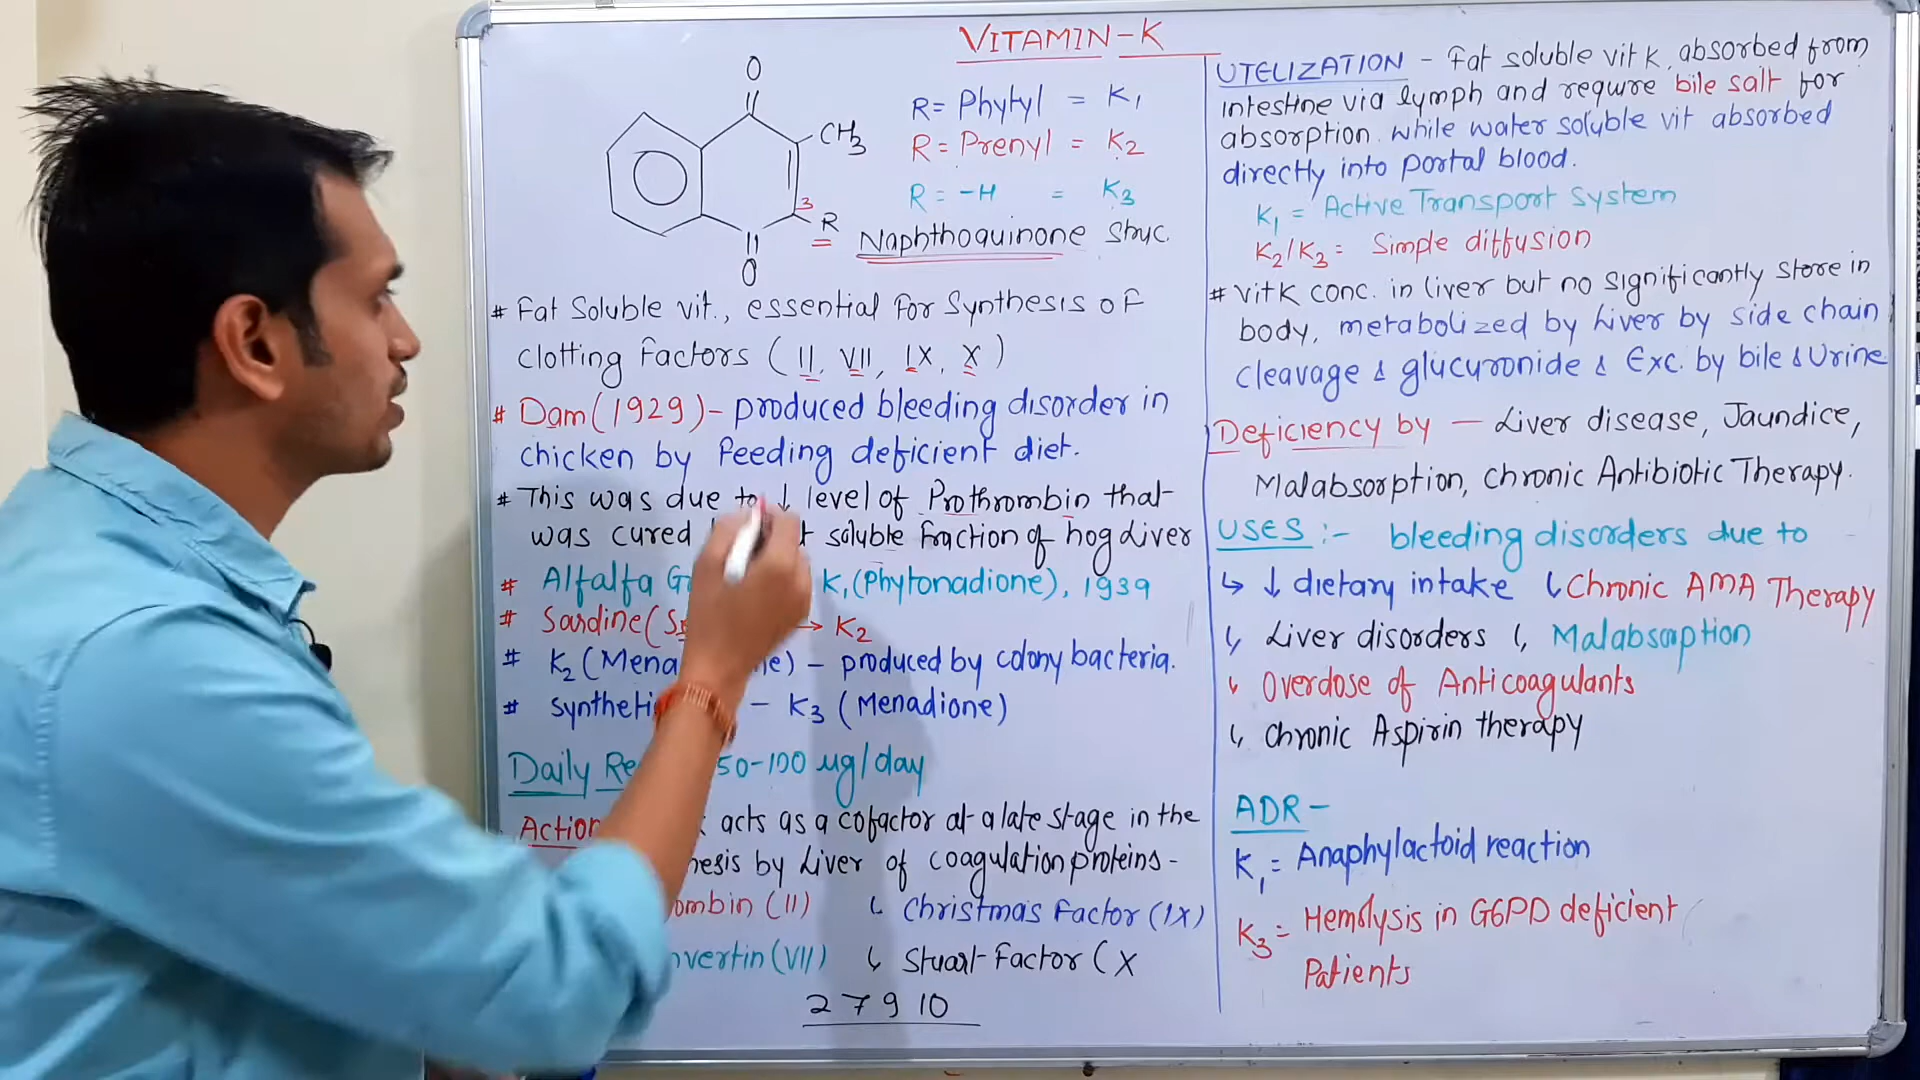 VITAMIN-K
O
CH3
3
R
O
R= Phytyl = K1
R= Prenyl = K2
R= -H = K3
Naphthoquinone struc.
# Fat Soluble vit., essential for synthesis of
clotting factors (II, VII, IX, X)
# Dam (1929)- produced bleeding disorder in
chicken by feeding deficient diet.
# This was due to ↓ level of Prothrombin that
was cured soluble fraction of hog Liver
# Alfalfa K1 (Phytonadione), 1939
# Sardine ( → K2
# K2 (Mena ne) - produced by colony bacteria.
# Syntheti - K3 (Menadione)
Daily Re 50-100 ug/day
Action acts as a cofactor at a late stage in the
hesis by Liver of coagulation proteins-
ombin (II) ↳ Christmas Factor (IX)
nvertin (VII) ↳ Stuart-Factor (X
2 7 9 10
UTELIZATION - Fat soluble vit K, absorbed from
intestine via lymph and require bile salt for
absorption. while water soluble vit absorbed
directly into portal blood.
K1 = Active Transport system
K2/K3 = Simple diffusion
# vit K conc. in liver but no significantly store in
body, metabolized by Liver by side chain
cleavage & glucuronide & Exc. by bile & Urine
Deficiency by - Liver disease, Jaundice,
Malabsorption, chronic Antibiotic Therapy.
USES :- bleeding disorders due to
↳ ↓ dietary intake ↳ Chronic AMA Therapy
↳ Liver disorders ↳ Malabsorption
↳ Overdose of Anticoagulants
↳ Chronic Aspirin therapy
ADR -
K1 = Anaphylactoid reaction
K3 = Hemolysis in G6PD deficient
Patients